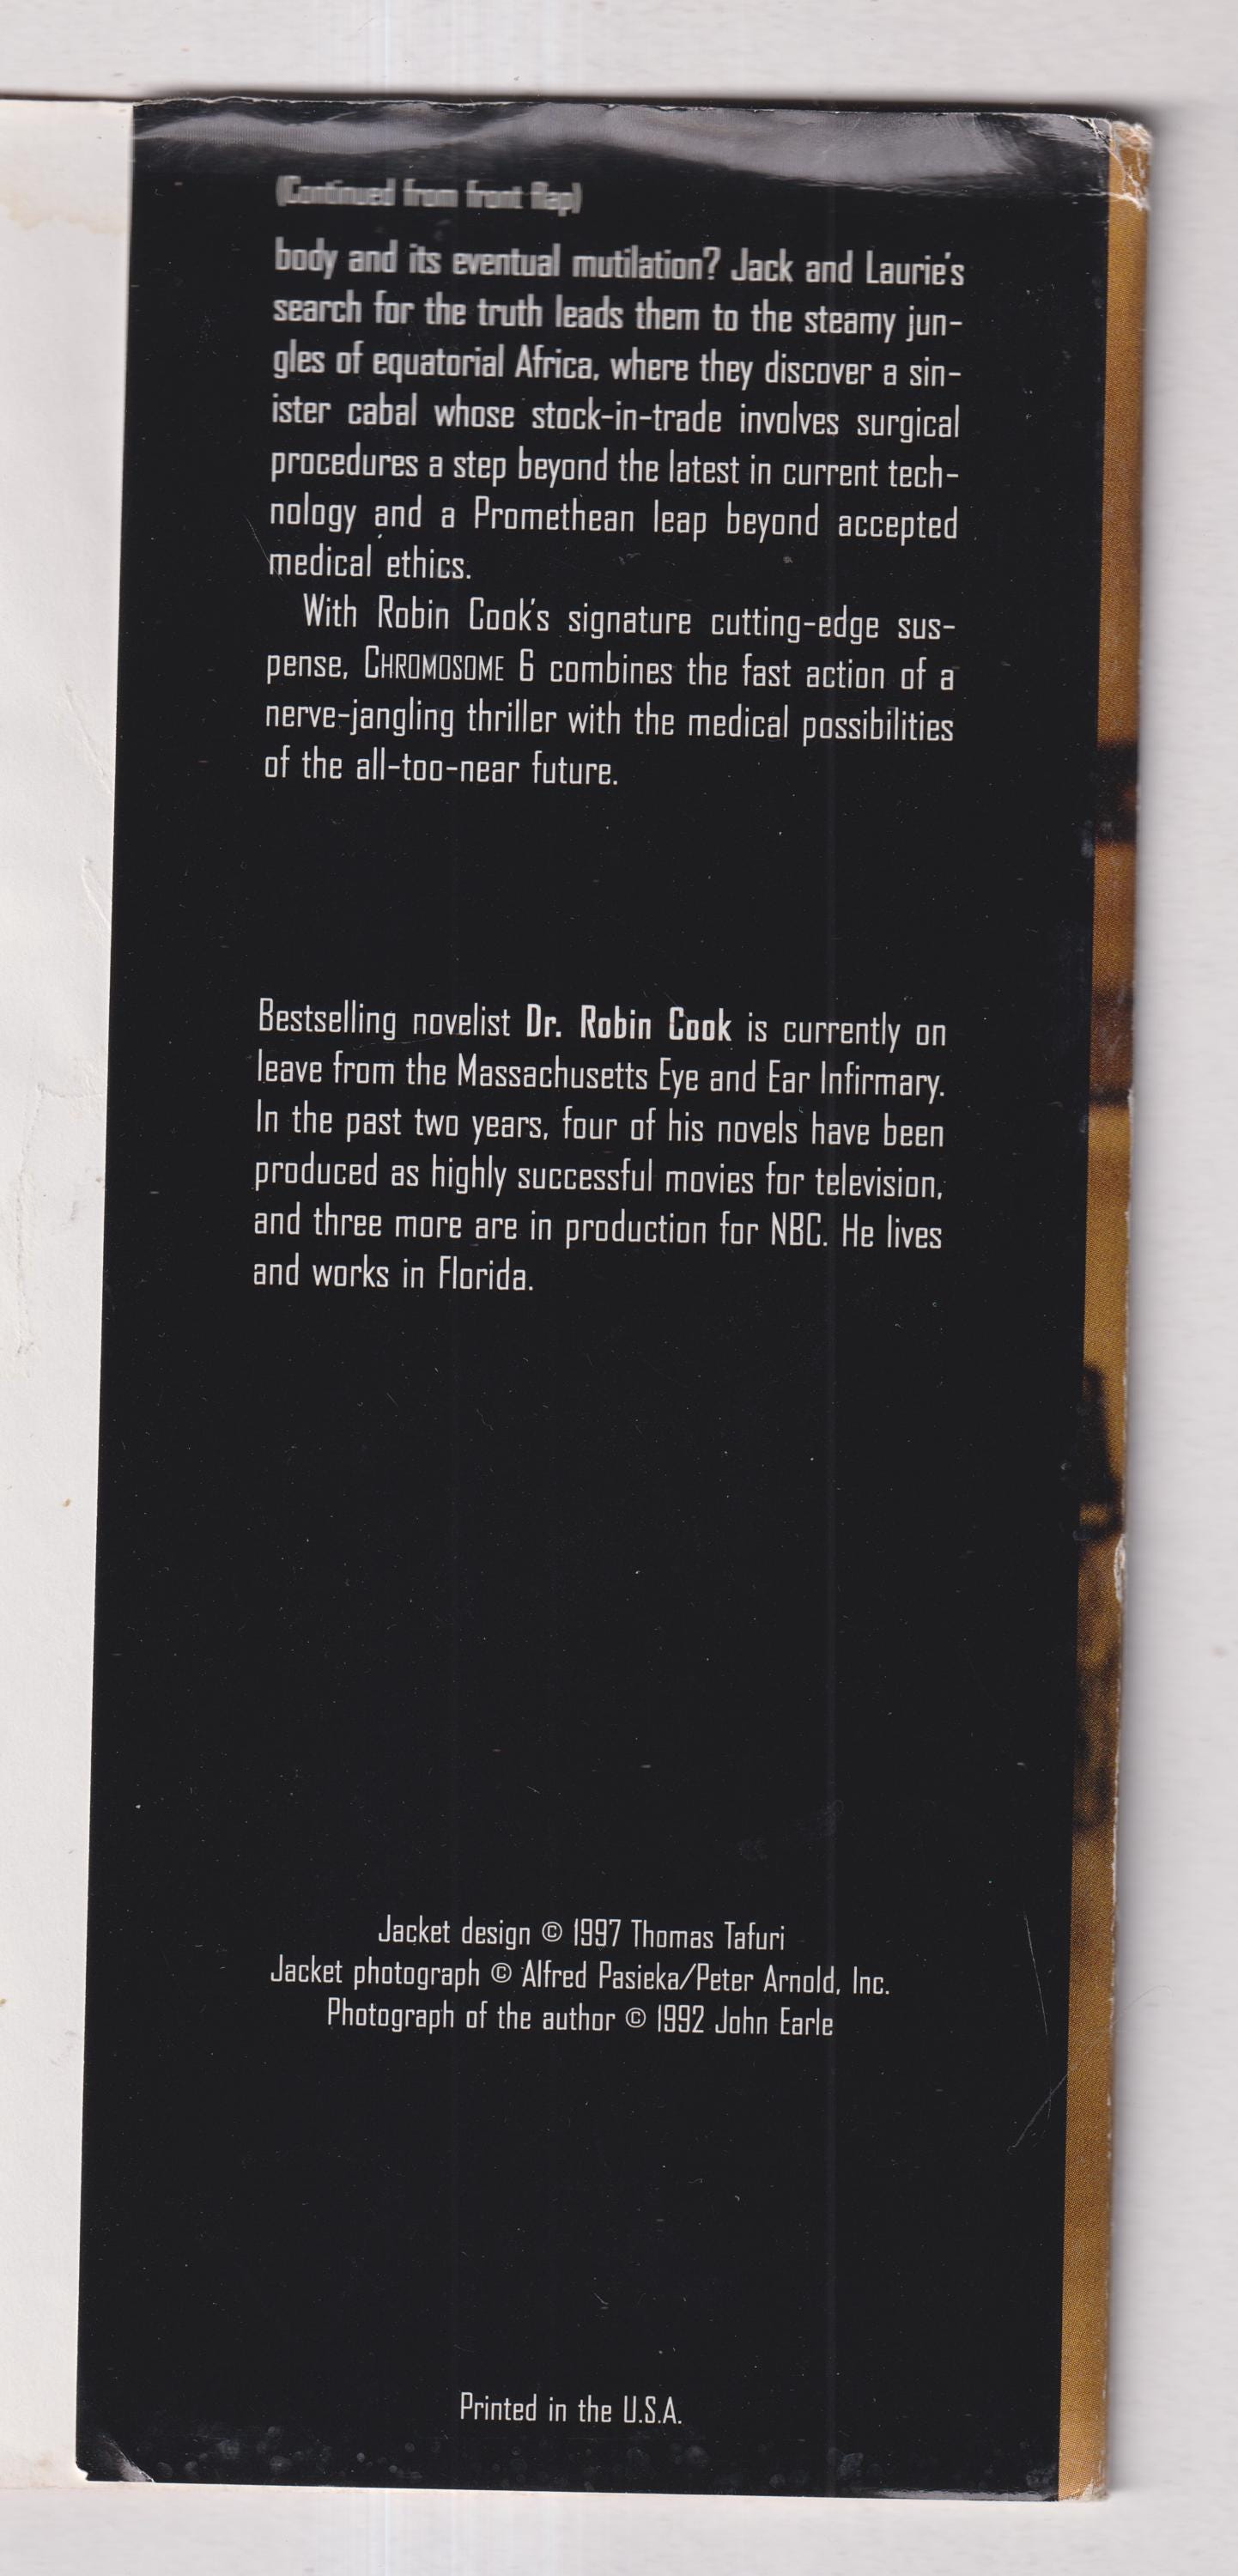 (Continued from front flap)
body and its eventual mutilation? Jack and Laurie's
search for the truth leads them to the steamy jun-
gles of equatorial Africa, where they discover a sin-
ister cabal whose stock-in-trade involves surgical
procedures a step beyond the latest in current tech-
nology and a Promethean leap beyond accepted
medical ethics.
With Robin Cook's signature cutting-edge sus-
pense, CHROMOSOME 6 combines the fast action of a
nerve-jangling thriller with the medical possibilities
of the all-too-near future.
Bestselling novelist Dr. Robin Cook is currently on
leave from the Massachusetts Eye and Ear Infirmary.
In the past two years, four of his novels have been
produced as highly successful movies for television,
and three more are in production for NBC. He lives
and works in Florida.
Jacket design © 1997 Thomas Tafuri
Jacket photograph © Alfred Pasieka/Peter Arnold, Inc.
Photograph of the author © 1992 John Earle
Printed in the U.S.A.